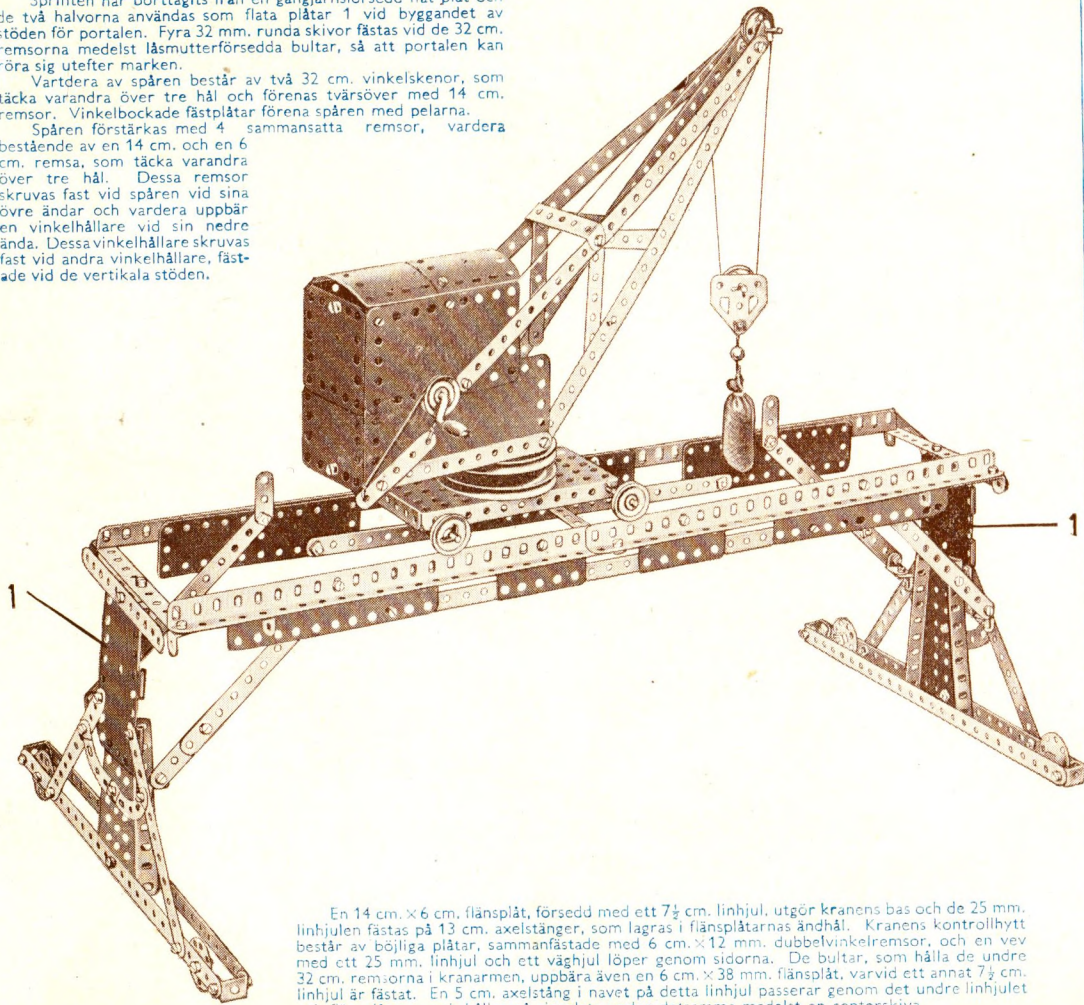 Sprinten har borttagits från en gångjärnsförsedd flat plåt och
de två halvorna användas som flata plåtar 1 vid byggandet av
stöden för portalen. Fyra 32 mm. runda skivor fästas vid de 32 cm.
remsorna medelst låsmutterförsedda bultar, så att portalen kan
röra sig utefter marken.
Vartdera av spåren består av två 32 cm. vinkelskenor, som
täcka varandra över tre hål och förenas tvärsöver med 14 cm.
remsor. Vinkelbockade fästplåtar förena spåren med pelarna.
Spåren förstärkas med 4 sammansatta remsor, vardera
bestående av en 14 cm. och en 6
cm. remsa, som täcka varandra
över tre hål. Dessa remsor
skruvas fast vid spåren vid sina
övre ändar och vardera uppbär
en vinkelhållare vid sin nedre
ända. Dessa vinkelhållare skruvas
fast vid andra vinkelhållare, fäst-
ade vid de vertikala stöden.
1
1
En 14 cm. × 6 cm. flänsplåt, försedd med ett 7½ cm. linhjul, utgör kranens bas och de 25 mm.
linhjulen fästas på 13 cm. axelstänger, som lagras i flänsplåtarnas ändhål. Kranens kontrollhytt
består av böjliga plåtar, sammanfästade med 6 cm. × 12 mm. dubbelvinkelremsor, och en vev
med ett 25 mm. linhjul och ett väghjul löper genom sidorna. De bultar, som hålla de undre
32 cm. remsorna i kranarmen, uppbära även en 6 cm. × 38 mm. flänsplåt, varvid ett annat 7½ cm.
linhjul är fästat. En 5 cm. axelstång i navet på detta linhjul passerar genom det undre linhjulet